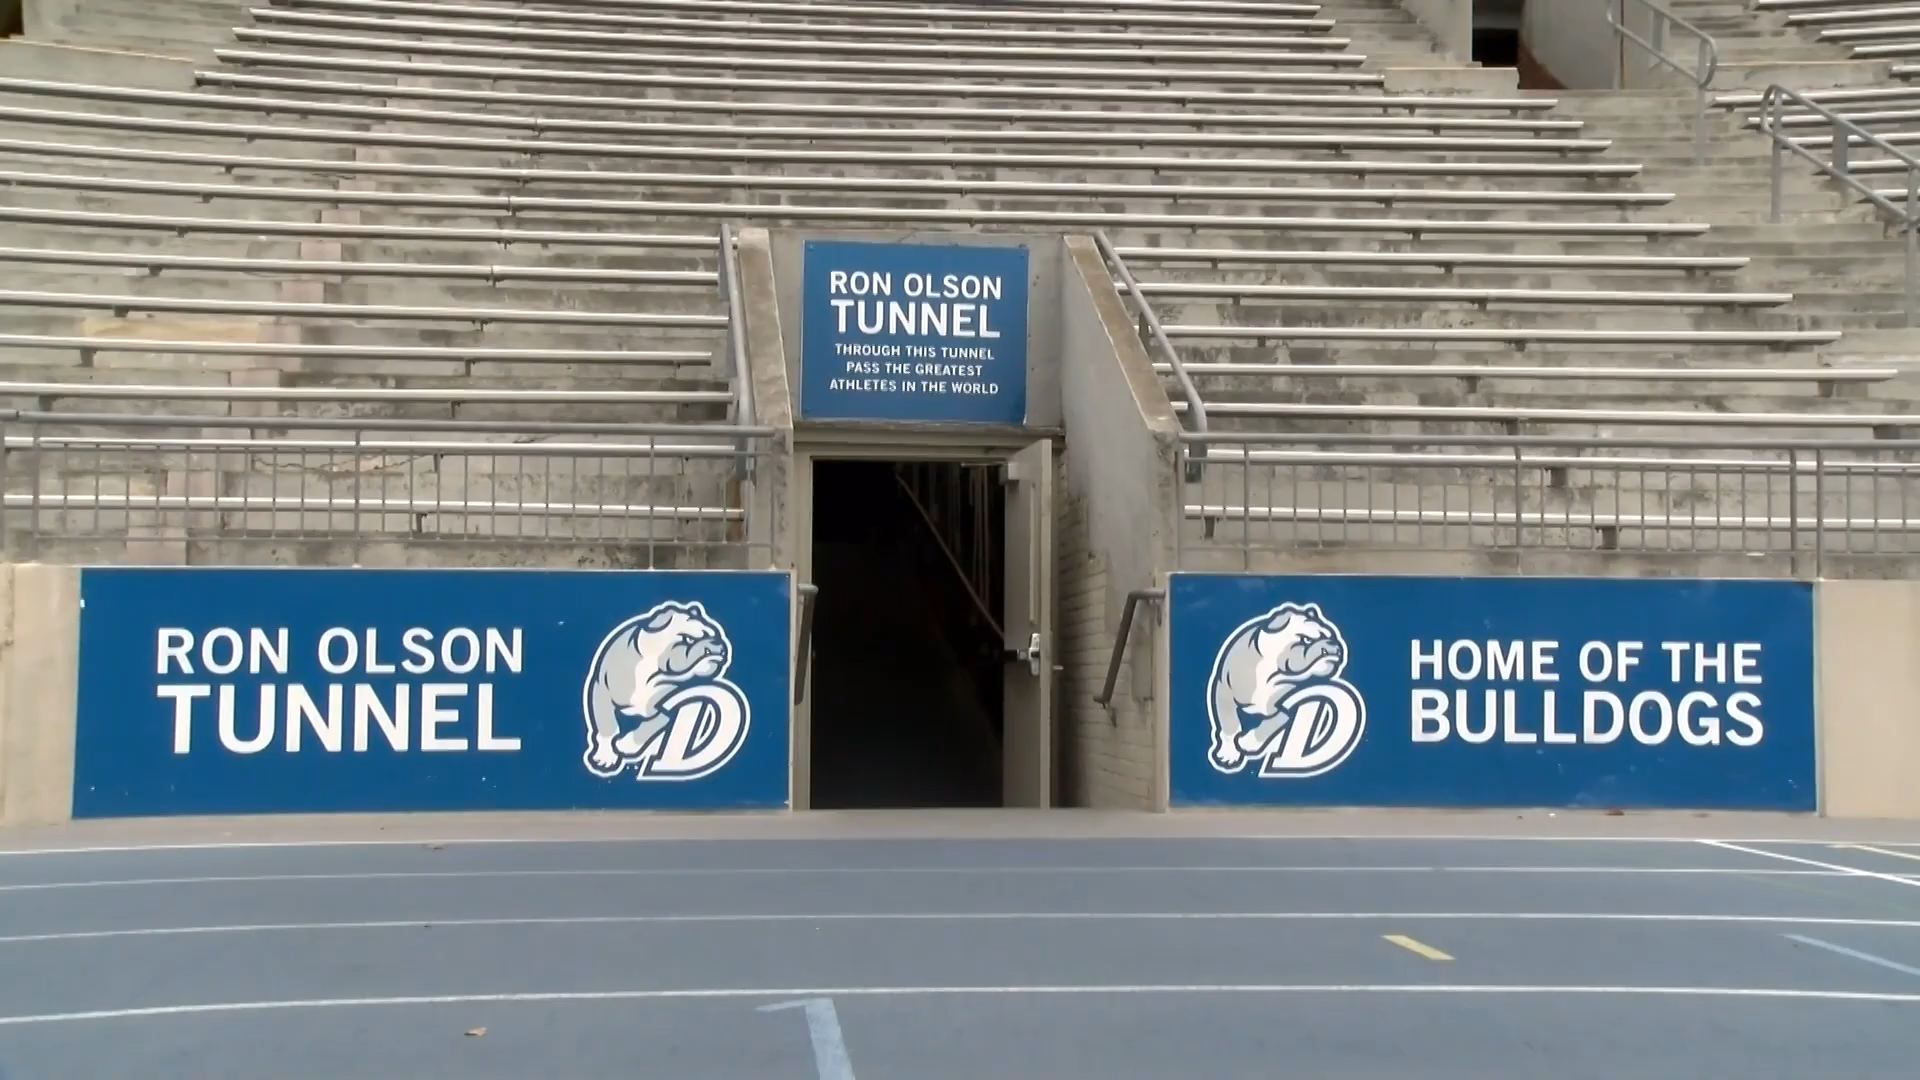 RON OLSON
TUNNEL
THROUGH THIS TUNNEL
PASS THE GREATEST
ATHLETES IN THE WORLD
RON OLSON
TUNNEL
D
D
HOME OF THE
BULLDOGS